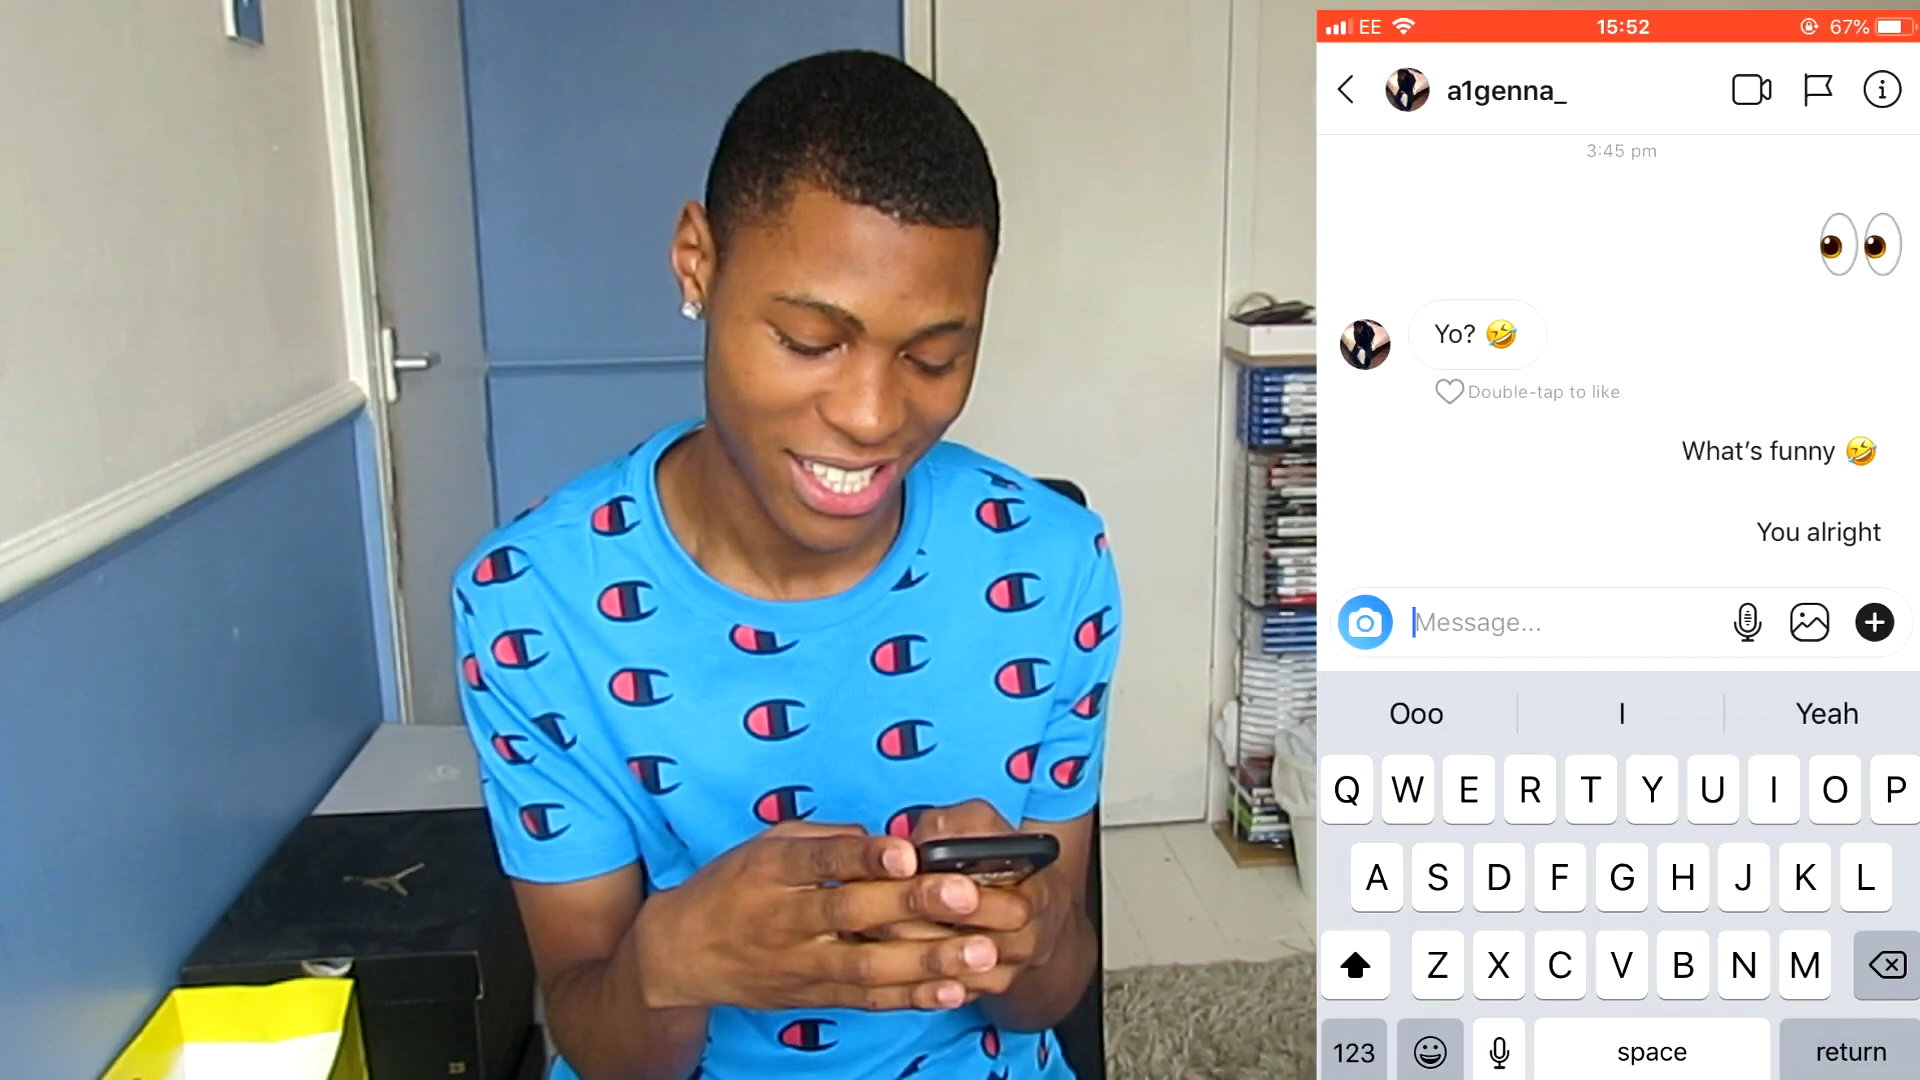 EE 15:52 67%
a1genna_
3:45 pm
👀
Yo? 🤣
Double-tap to like
What's funny 🤣
You alright
Message...
Ooo I Yeah
Q W E R T Y U I O P
A S D F G H J K L
Z X C V B N M
123 space return
23